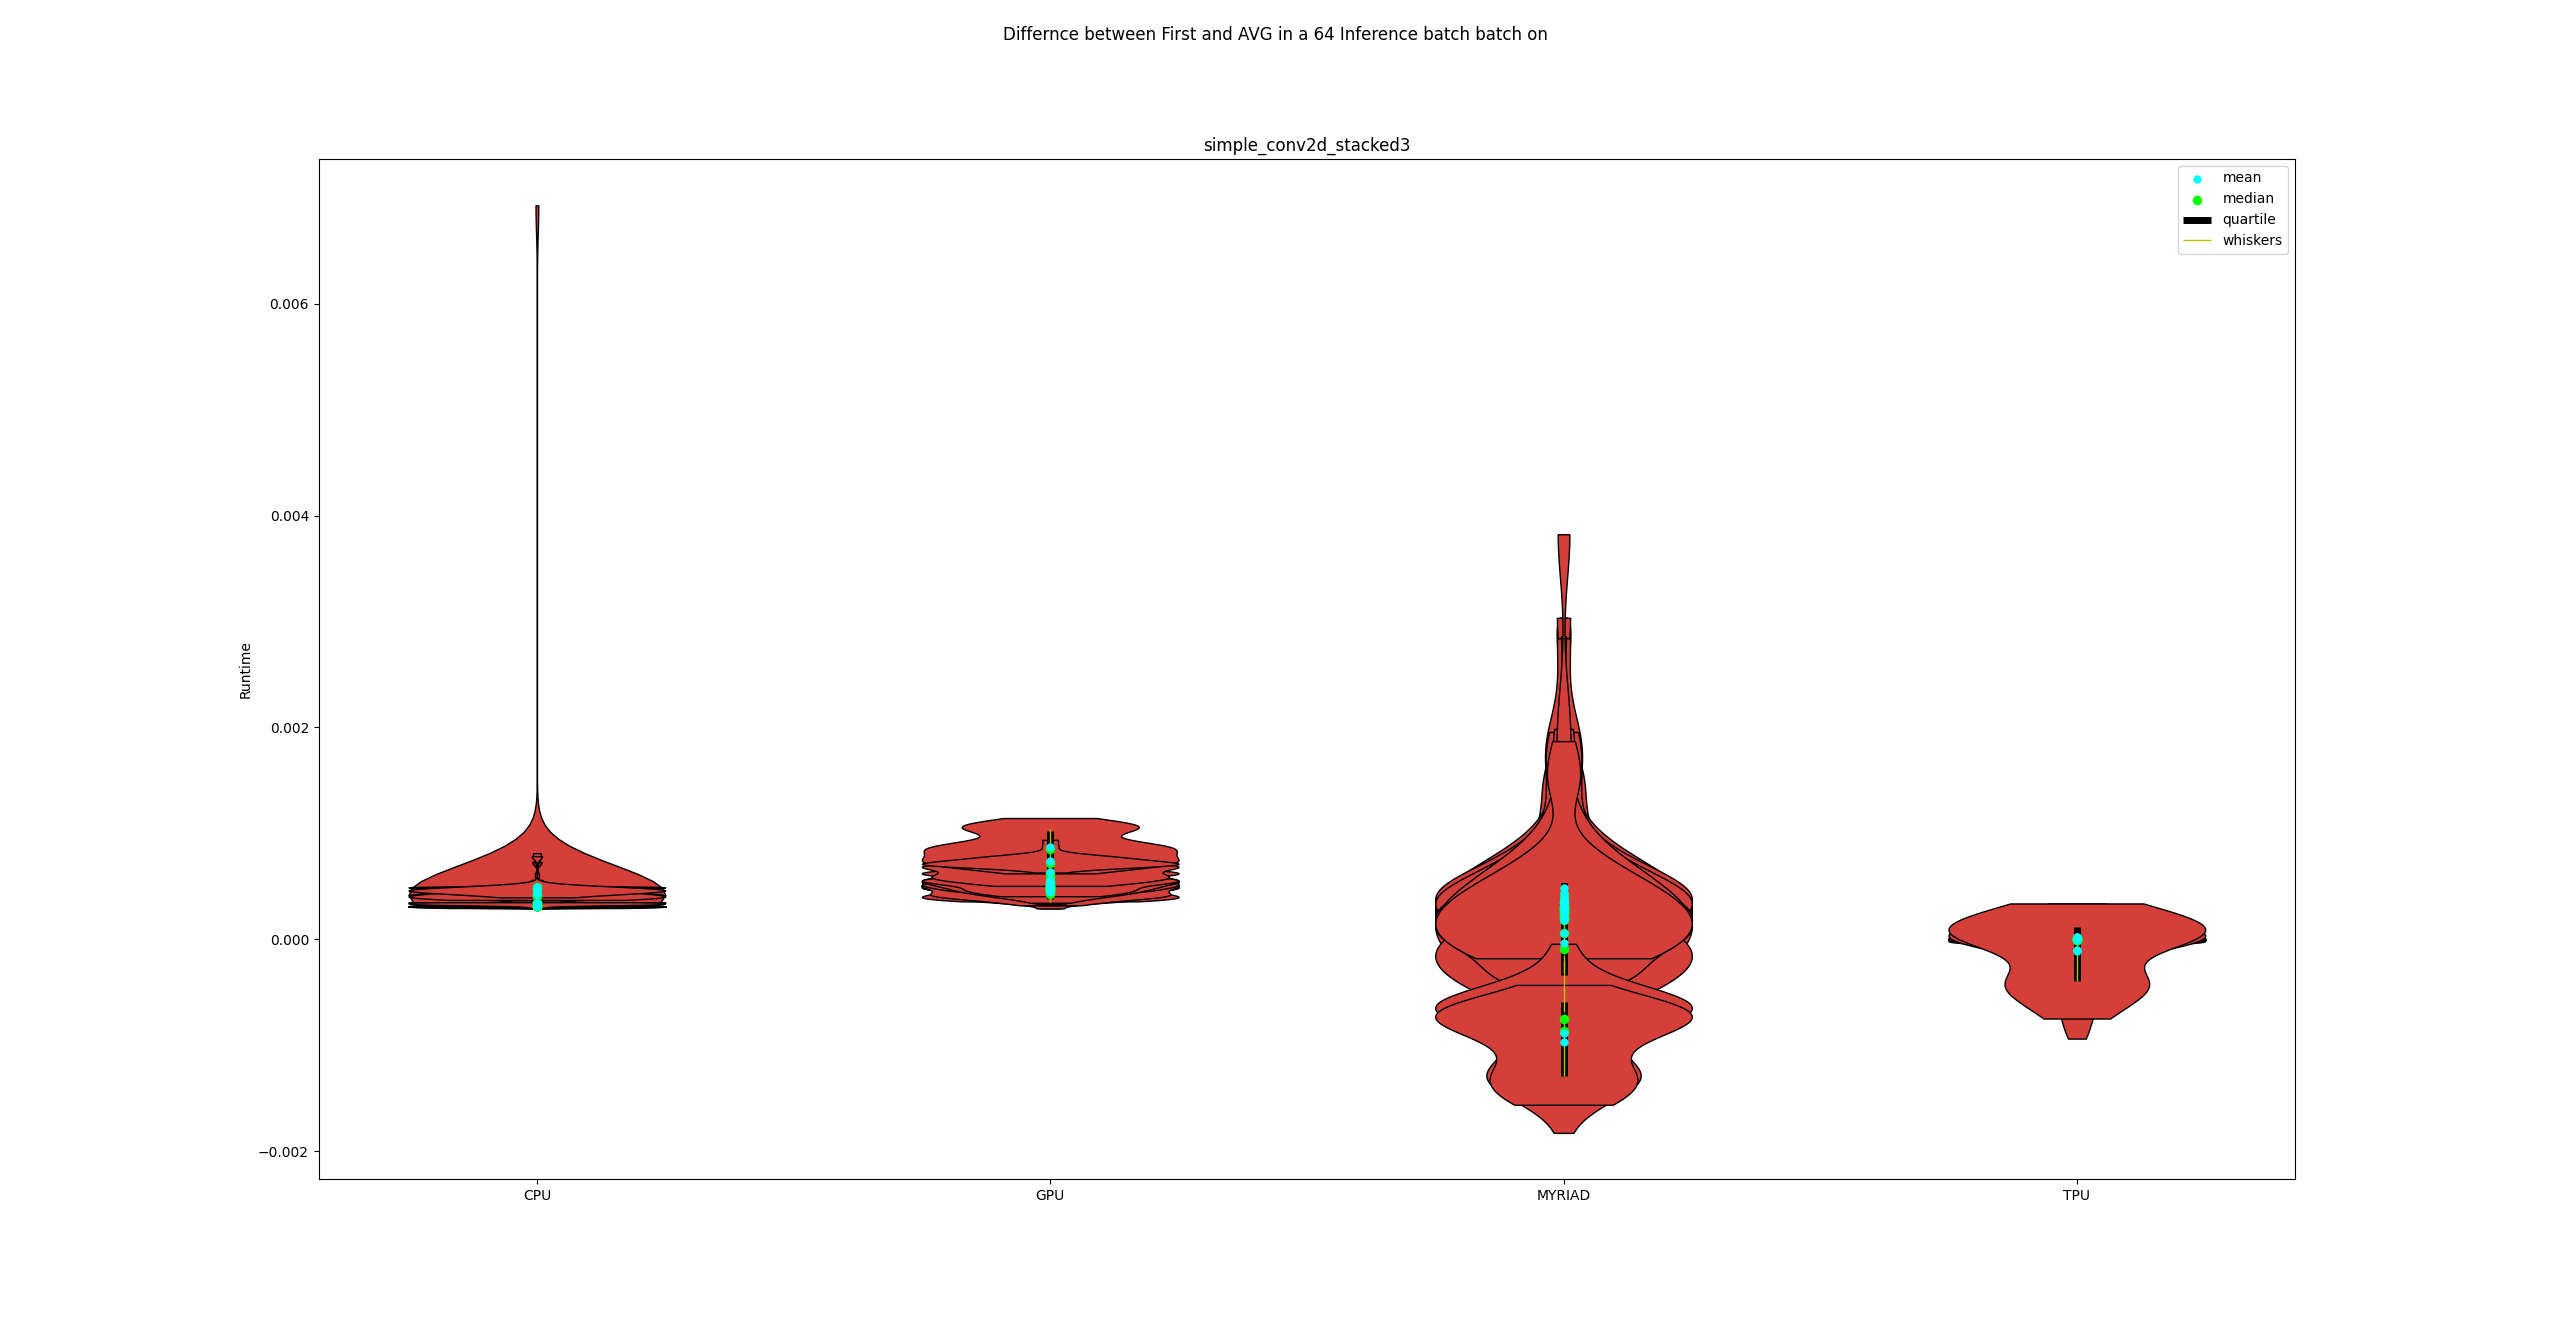 Differnce between First and AVG in a 64 Inference batch batch on
simple_conv2d_stacked3
mean
median
quartile
whiskers
0.006
0.004
0.002
0.000
−0.002
Runtime
CPU
GPU
MYRIAD
TPU